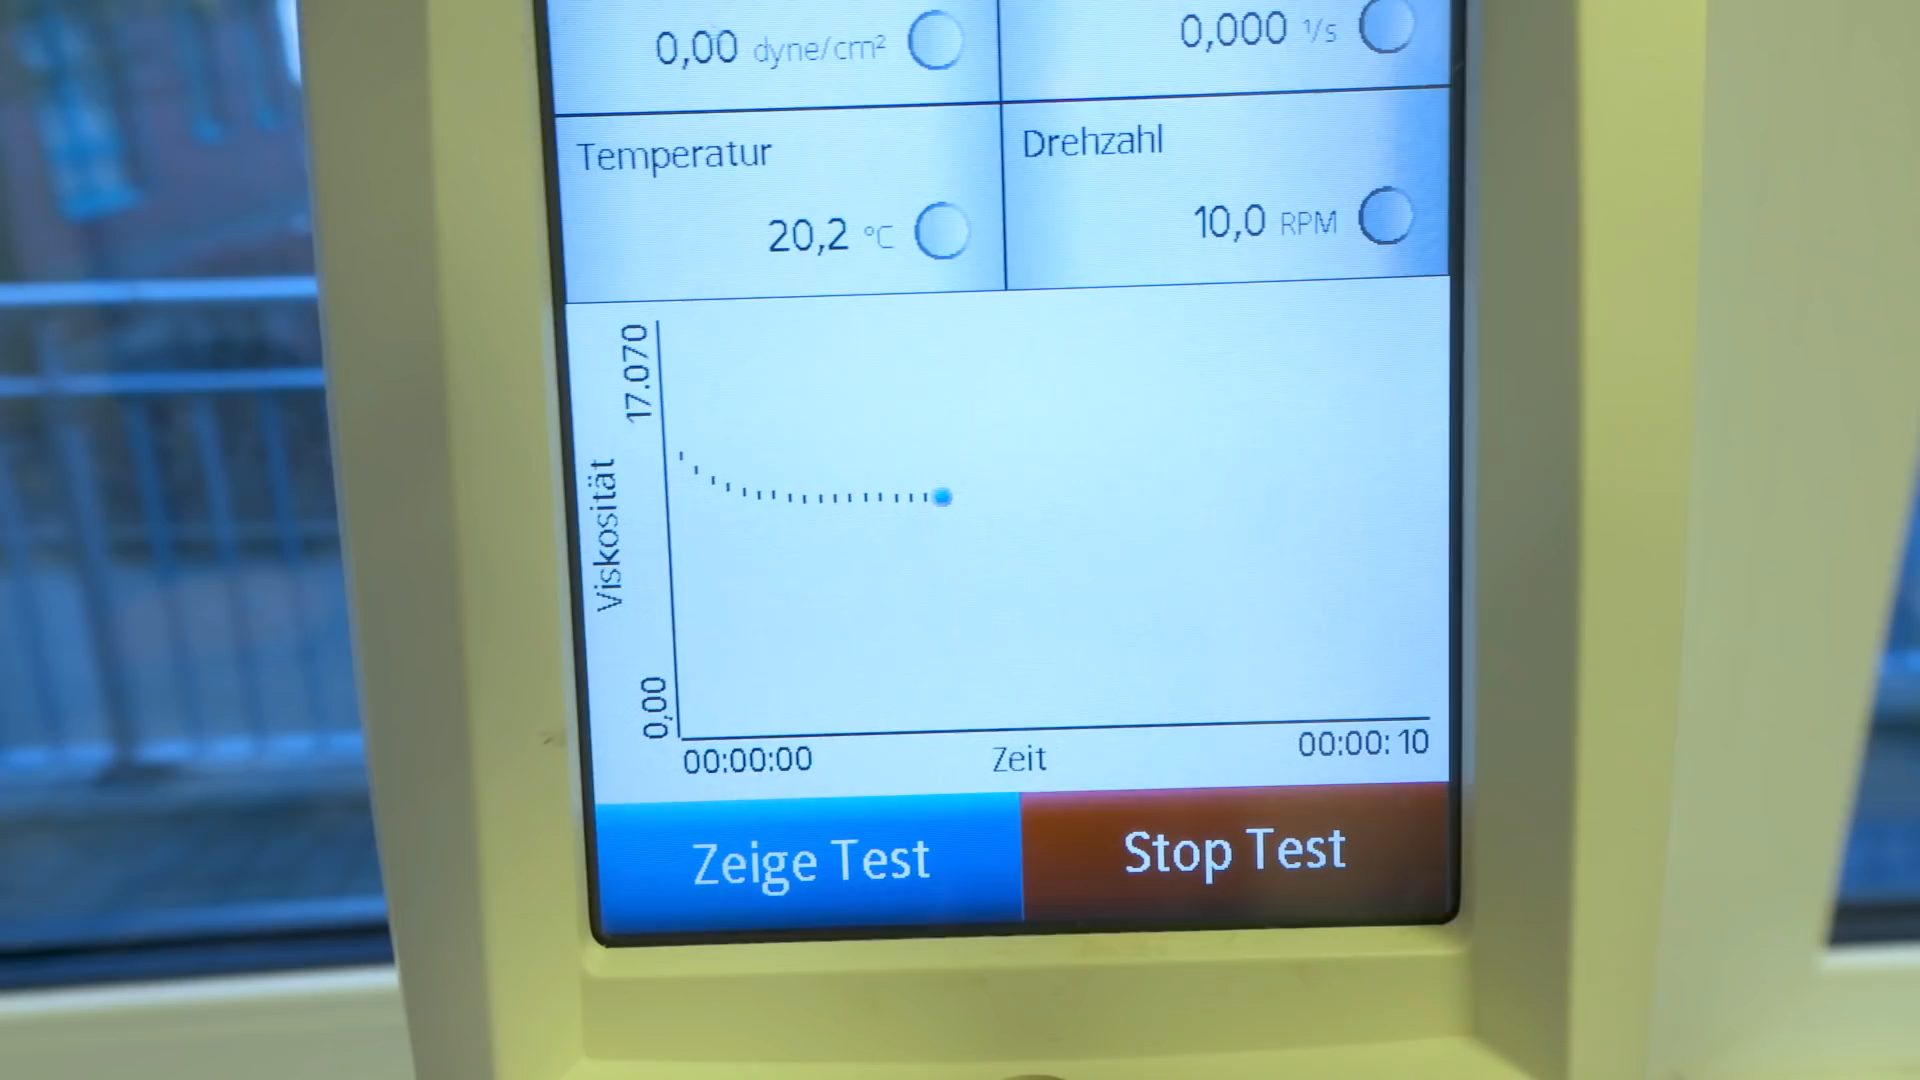 0,00 dyne/cm²
0,000 1/s
Temperatur
20,2 °C
Drehzahl
10,0 RPM
17.070
Viskosität
0,00
00:00:00
Zeit
00:00:10
Zeige Test
Stop Test